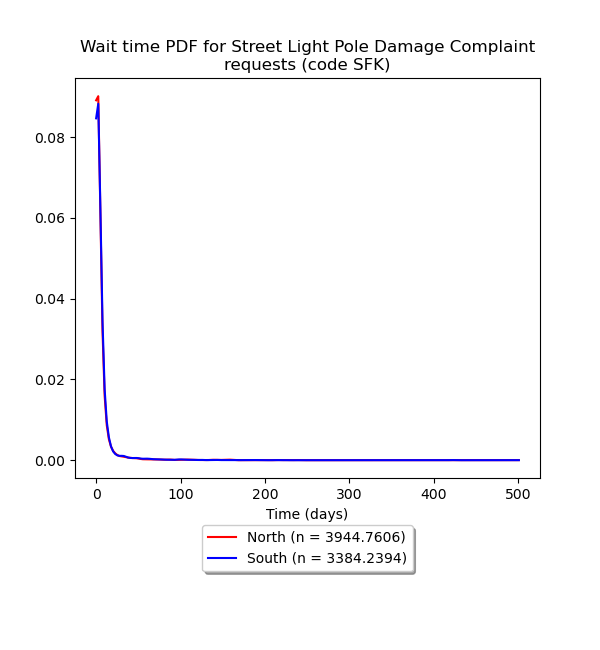 Wait time PDF for Street Light Pole Damage Complaint
requests (code SFK)
0.08
0.06
0.04
0.02
0.00
0 100 200 300 400 500
Time (days)
North (n = 3944.7606)
South (n = 3384.2394)